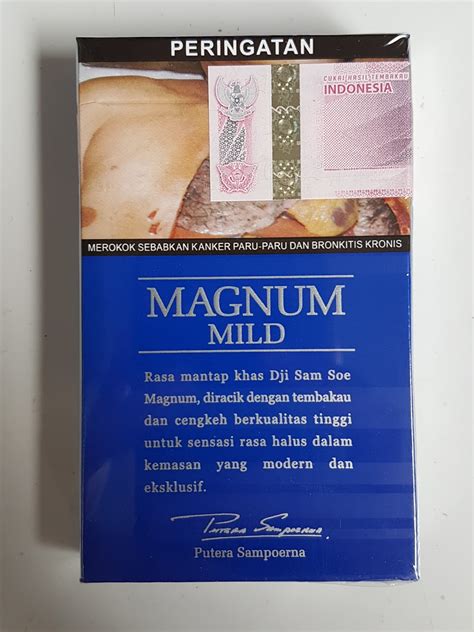 PERINGATAN
CUKAI HASIL TEMBAKAU
INDONESIA
MEROKOK SEBABKAN KANKER PARU-PARU DAN BRONKITIS KRONIS
MAGNUM
MILD
Rasa mantap khas Dji Sam Soe
Magnum, diracik dengan tembakau
dan cengkeh berkualitas tinggi
untuk sensasi rasa halus dalam
kemasan yang modern dan
eksklusif.
Putera Sampoerna
Putera Sampoerna